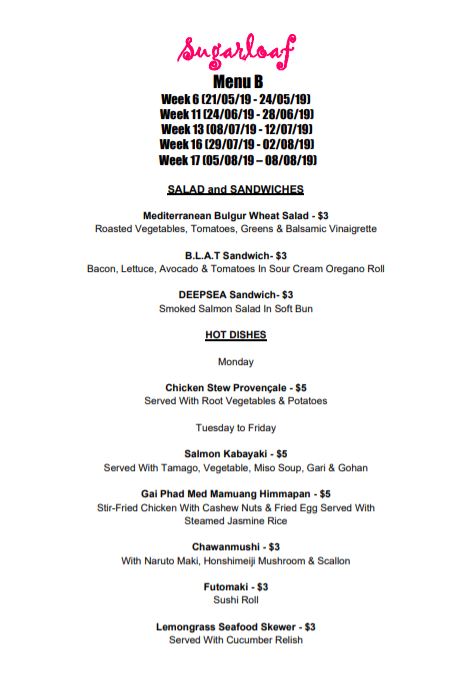 Sugarloaf
Menu B
Week 6 (21/05/19 - 24/05/19)
Week 11 (24/06/19 - 28/06/19)
Week 13 (08/07/19 - 12/07/19)
Week 16 (29/07/19 - 02/08/19)
Week 17 (05/08/19 – 08/08/19)
SALAD and SANDWICHES
Mediterranean Bulgur Wheat Salad - $3
Roasted Vegetables, Tomatoes, Greens & Balsamic Vinaigrette
B.L.A.T Sandwich- $3
Bacon, Lettuce, Avocado & Tomatoes In Sour Cream Oregano Roll
DEEPSEA Sandwich- $3
Smoked Salmon Salad In Soft Bun
HOT DISHES
Monday
Chicken Stew Provençale - $5
Served With Root Vegetables & Potatoes
Tuesday to Friday
Salmon Kabayaki - $5
Served With Tamago, Vegetable, Miso Soup, Gari & Gohan
Gai Phad Med Mamuang Himmapan - $5
Stir-Fried Chicken With Cashew Nuts & Fried Egg Served With
Steamed Jasmine Rice
Chawanmushi - $3
With Naruto Maki, Honshimeiji Mushroom & Scallon
Futomaki - $3
Sushi Roll
Lemongrass Seafood Skewer - $3
Served With Cucumber Relish